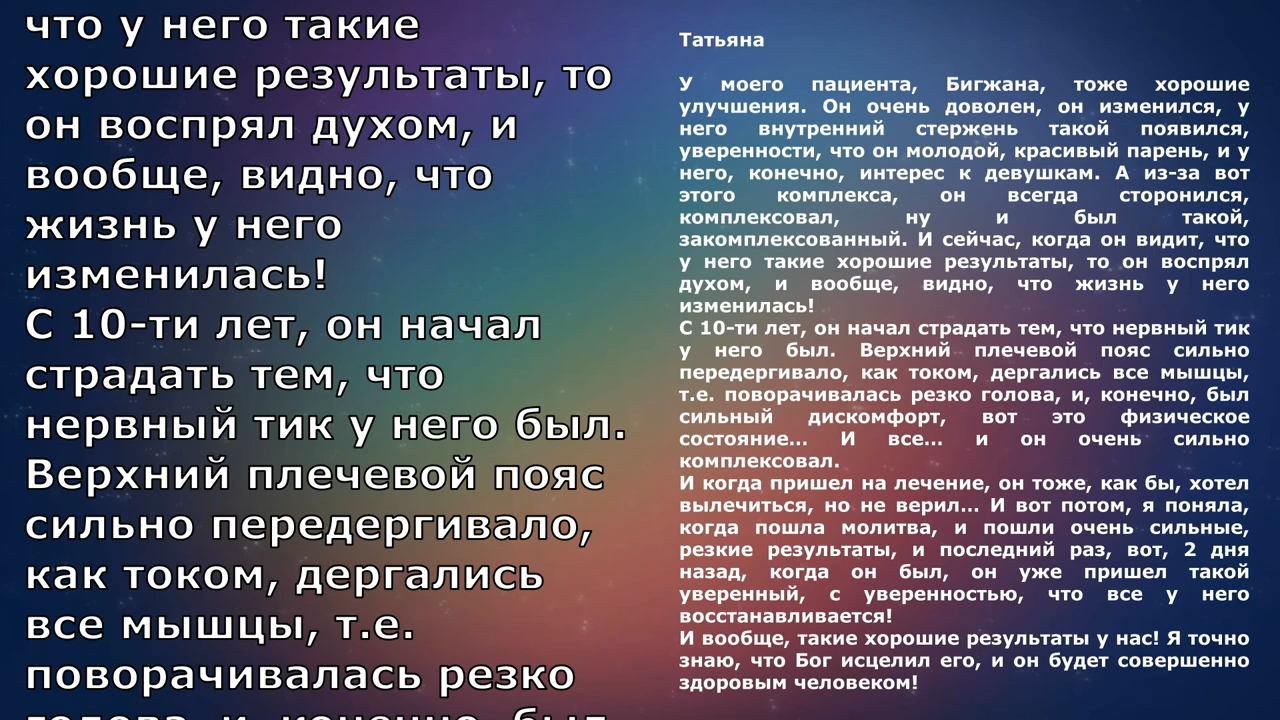 что у него такие
хорошие результаты, то
он воспрял духом, и
вообще, видно, что
жизнь у него
изменилась!
С 10-ти лет, он начал
страдать тем, что
нервный тик у него был.
Верхний плечевой пояс
сильно передергивало,
как током, дергались
все мышцы, т.е.
поворачивалась резко
голова, и, конечно, был
Татьяна
У моего пациента, Бигжана, тоже хорошие
улучшения. Он очень доволен, он изменился, у
него внутренний стержень такой появился,
уверенности, что он молодой, красивый парень, и у
него, конечно, интерес к девушкам. А из-за вот
этого комплекса, он всегда сторонился,
комплексовал, ну и был такой,
закомплексованный. И сейчас, когда он видит, что
у него такие хорошие результаты, то он воспрял
духом, и вообще, видно, что жизнь у него
изменилась!
С 10-ти лет, он начал страдать тем, что нервный тик
у него был. Верхний плечевой пояс сильно
передергивало, как током, дергались все мышцы,
т.е. поворачивалась резко голова, и, конечно, был
сильный дискомфорт, вот это физическое
состояние… И все… и он очень сильно
комплексовал.
И когда пришел на лечение, он тоже, как бы, хотел
вылечиться, но не верил… И вот потом, я поняла,
когда пошла молитва, и пошли очень сильные,
резкие результаты, и последний раз, вот, 2 дня
назад, когда он был, он уже пришел такой
уверенный, с уверенностью, что все у него
восстанавливается!
И вообще, такие хорошие результаты у нас! Я точно
знаю, что Бог исцелил его, и он будет совершенно
здоровым человеком!